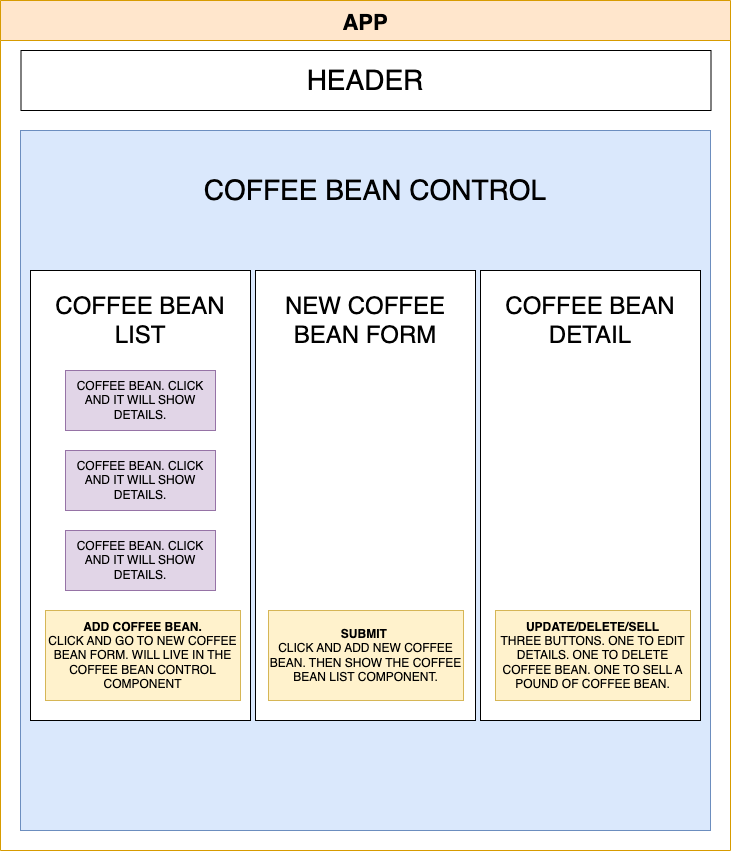 APP
HEADER
COFFEE BEAN CONTROL
COFFEE BEAN
LIST
COFFEE BEAN. CLICK
AND IT WILL SHOW
DETAILS.
COFFEE BEAN. CLICK
AND IT WILL SHOW
DETAILS.
COFFEE BEAN. CLICK
AND IT WILL SHOW
DETAILS.
ADD COFFEE BEAN.
CLICK AND GO TO NEW COFFEE
BEAN FORM. WILL LIVE IN THE
COFFEE BEAN CONTROL
COMPONENT
NEW COFFEE
BEAN FORM
SUBMIT
CLICK AND ADD NEW COFFEE
BEAN. THEN SHOW THE COFFEE
BEAN LIST COMPONENT.
COFFEE BEAN
DETAIL
UPDATE/DELETE/SELL
THREE BUTTONS. ONE TO EDIT
DETAILS. ONE TO DELETE
COFFEE BEAN. ONE TO SELL A
POUND OF COFFEE BEAN.